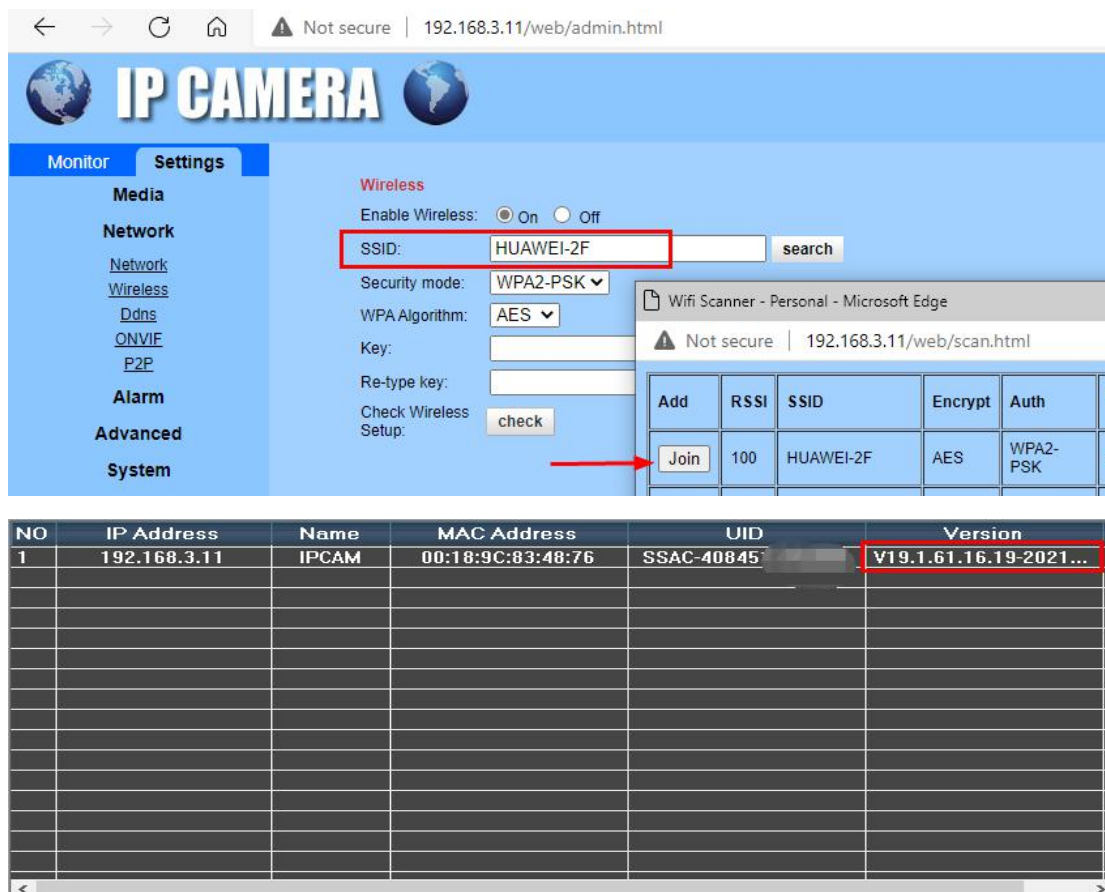 Not secure | 192.168.3.11/web/admin.html
IP CAMERA
Monitor Settings
Media
Network
Network
Wireless
Ddns
ONVIF
P2P
Alarm
Advanced
System
Wireless
Enable Wireless: On Off
SSID: HUAWEI-2F search
Security mode: WPA2-PSK
WPA Algorithm: AES
Key:
Re-type key:
Check Wireless Setup: check
Wifi Scanner - Personal - Microsoft Edge
Not secure | 192.168.3.11/web/scan.html
Add RSSI SSID Encrypt Auth
Join 100 HUAWEI-2F AES WPA2-PSK
NO IP Address Name MAC Address UID Version
1 192.168.3.11 IPCAM 00:18:9C:83:48:76 SSAC-40845 V19.1.61.16.19-2021...